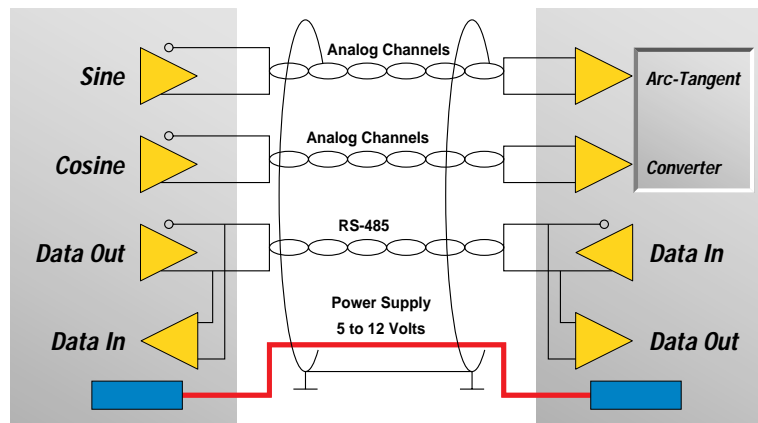 Analog Channels
Sine
Arc-Tangent
Analog Channels
Cosine
Converter
RS-485
Data Out
Data In
Power Supply
5 to 12 Volts
Data In
Data Out